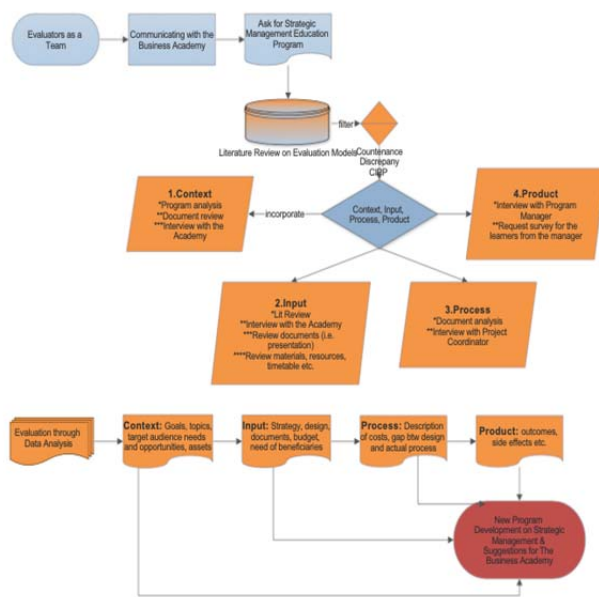 Evaluators as a
Team
Communicating with the
Business Academy
Ask for Strategic
Management Education
Program
Literature Review on Evaluation Models
filter
Countenance
Discrepany
CIPP
1.Context
*Program analysis
**Document review
***Interview with the
Academy
incorporate
Context, Input,
Process, Product
4.Product
*Interview with Program
Manager
**Request survey for the
learners from the manager
2.Input
*Lit Review
**Interview with the Academy
***Review documents (i.e.
presentation)
****Review materials, resources,
timetable etc.
3.Process
*Document analysis
**Interview with Project
Coordinator
Evaluation through
Data Analysis
Context: Goals, topics,
target audience needs
and opportunities, assets
Input: Strategy, design,
documents, budget,
need of beneficiaries
Process: Description
of costs, gap btw design
and actual process
Product: outcomes,
side effects etc.
New Program
Development on Strategic
Management &
Suggestions for The
Business Academy